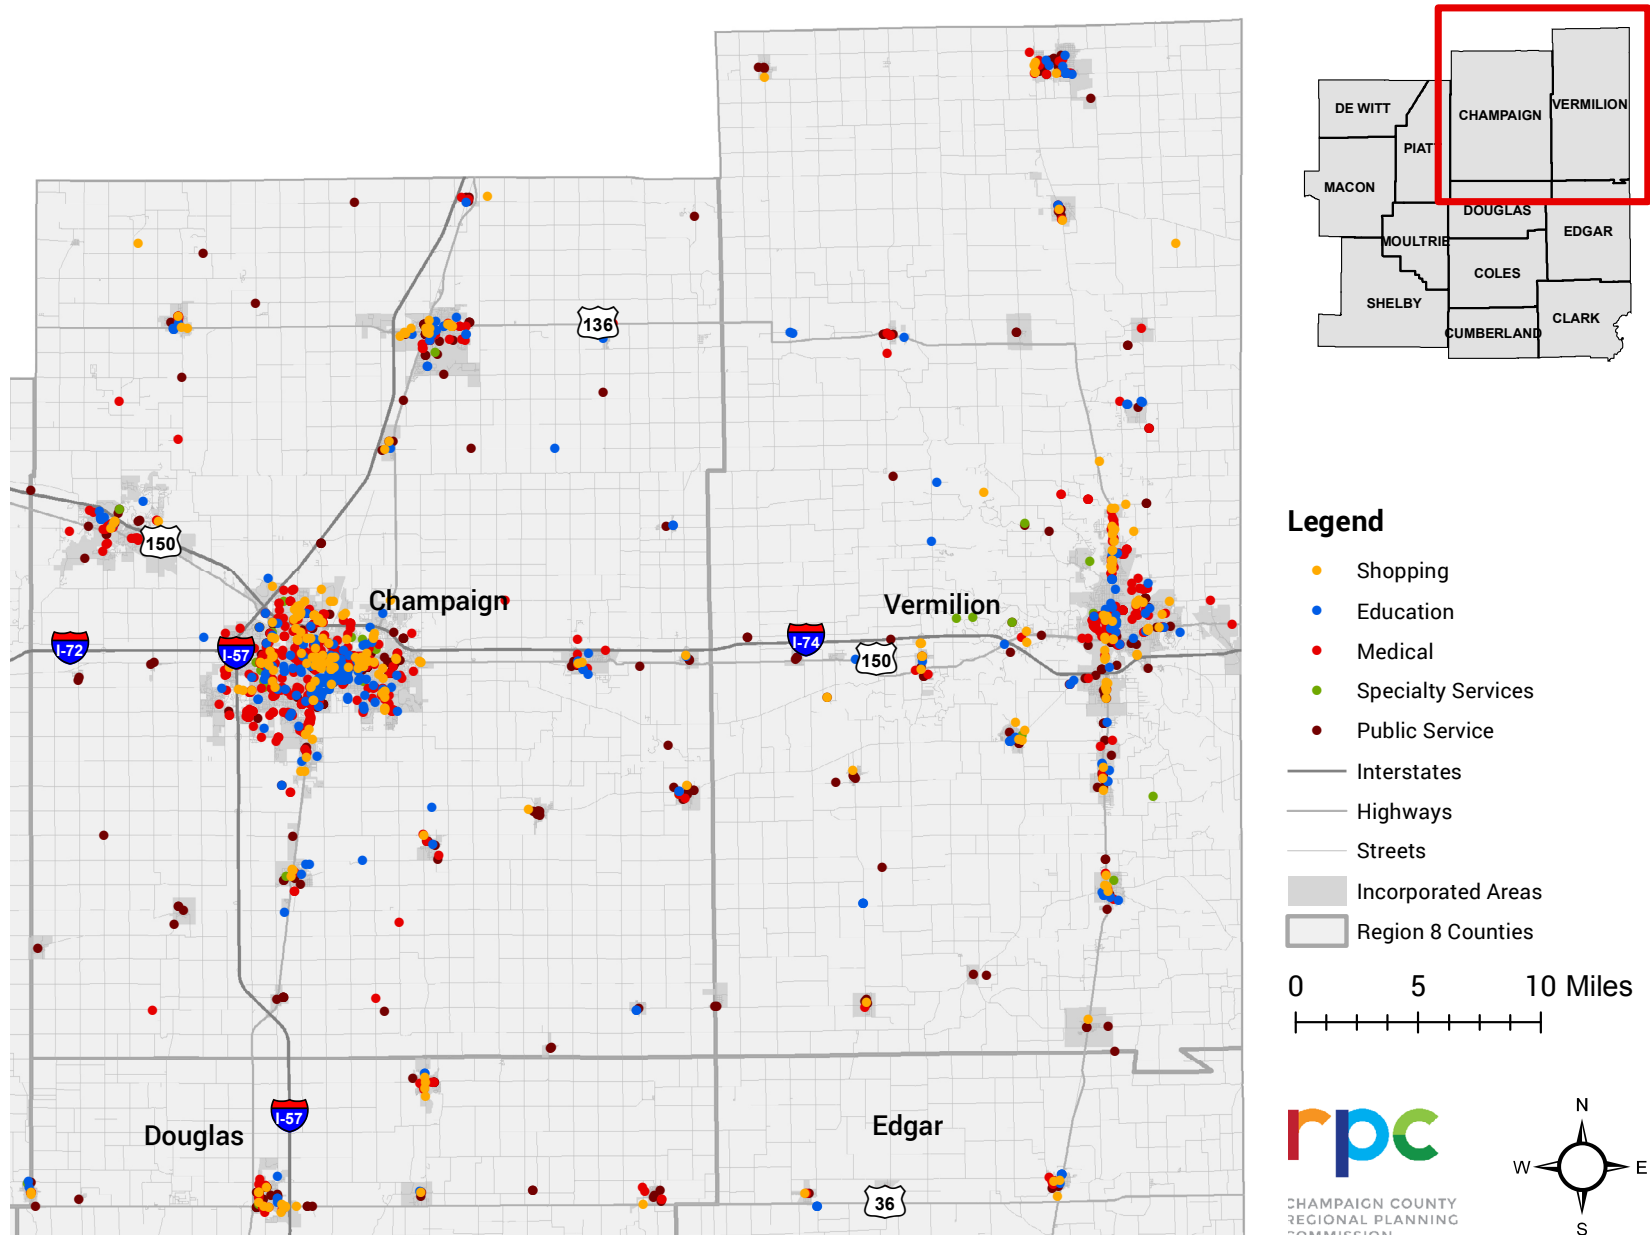 136
150
Champaign
Vermilion
I-72
I-57
I-74
150
I-57
Douglas
Edgar
36
DE WITT
PIAT
CHAMPAIGN
VERMILION
MACON
DOUGLAS
MOULTRIE
EDGAR
COLES
SHELBY
CLARK
CUMBERLAND
Legend
Shopping
Education
Medical
Specialty Services
Public Service
Interstates
Highways
Streets
Incorporated Areas
Region 8 Counties
0 5 10 Miles
rpc
CHAMPAIGN COUNTY
REGIONAL PLANNING
COMMISSION
N
W E
S